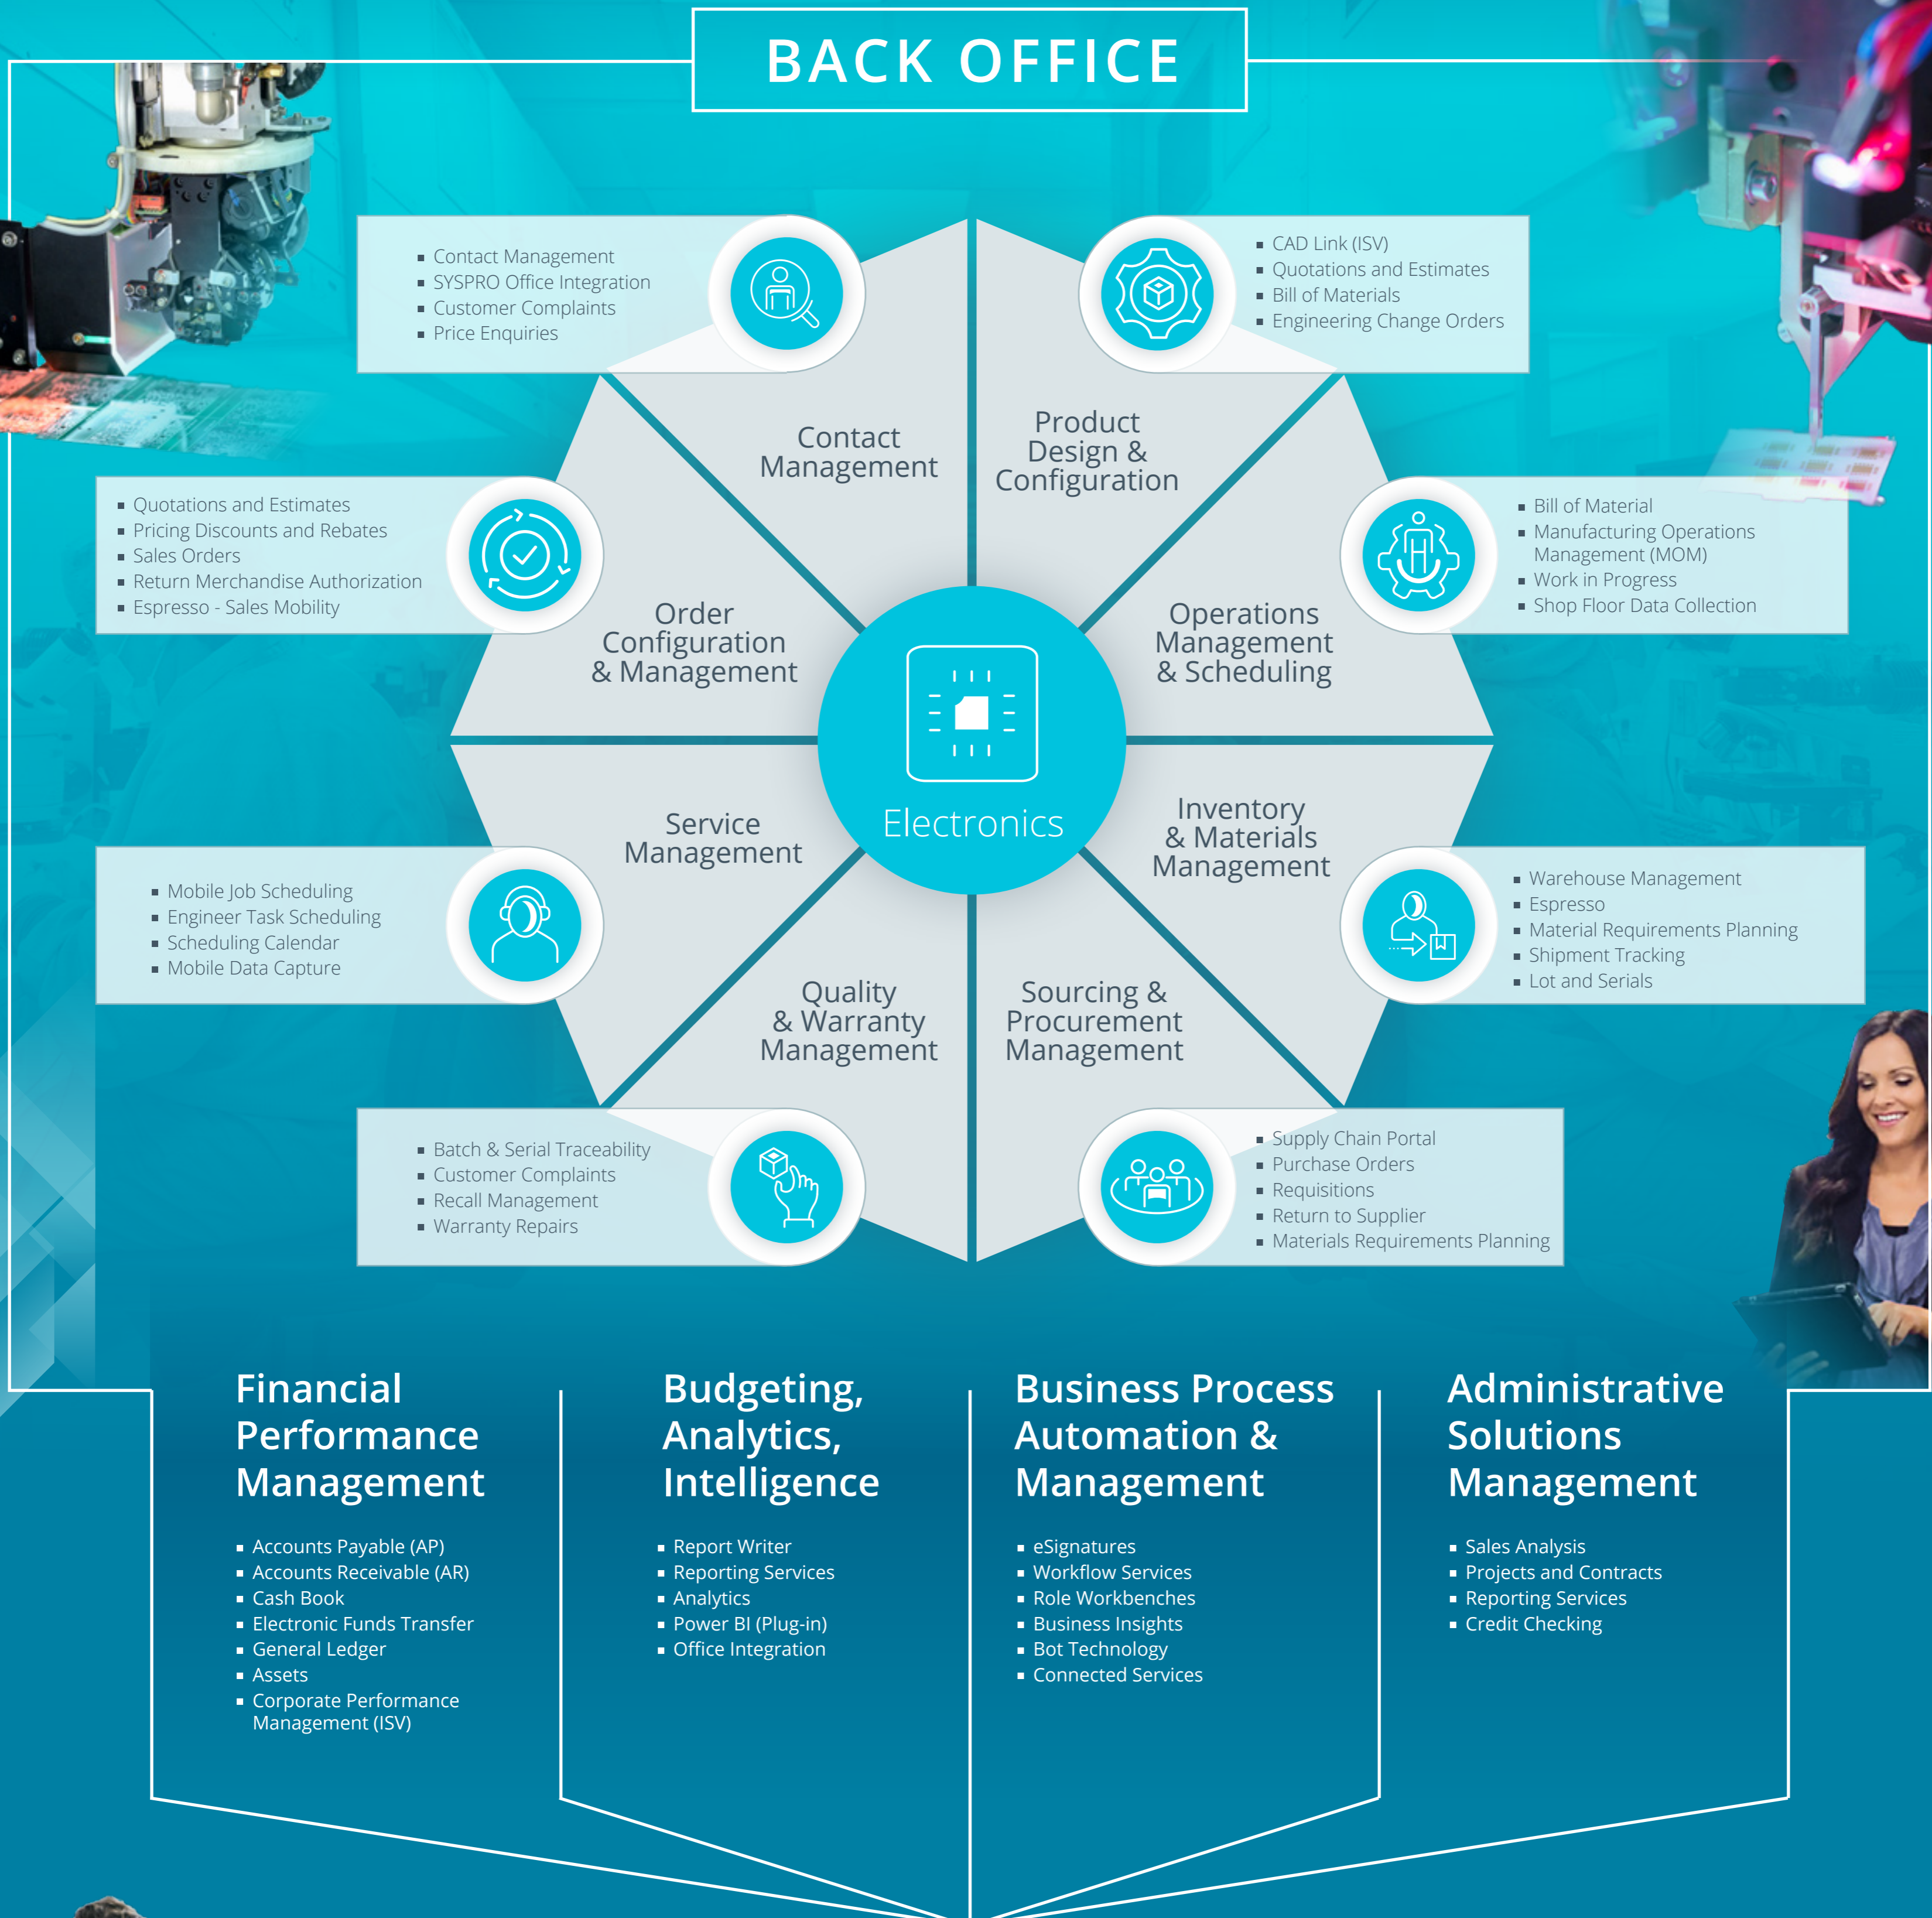 BACK OFFICE
Contact Management
SYSPRO Office Integration
Customer Complaints
Price Enquiries
CAD Link (ISV)
Quotations and Estimates
Bill of Materials
Engineering Change Orders
Contact
Management
Product
Design &
Configuration
Quotations and Estimates
Pricing Discounts and Rebates
Sales Orders
Return Merchandise Authorization
Espresso - Sales Mobility
Bill of Material
Manufacturing Operations
Management (MOM)
Work in Progress
Shop Floor Data Collection
Order
Configuration
& Management
Operations
Management
& Scheduling
Electronics
Service
Management
Inventory
& Materials
Management
Mobile Job Scheduling
Engineer Task Scheduling
Scheduling Calendar
Mobile Data Capture
Warehouse Management
Espresso
Material Requirements Planning
Shipment Tracking
Lot and Serials
Quality
& Warranty
Management
Sourcing &
Procurement
Management
Batch & Serial Traceability
Customer Complaints
Recall Management
Warranty Repairs
Supply Chain Portal
Purchase Orders
Requisitions
Return to Supplier
Materials Requirements Planning
Financial
Performance
Management
Accounts Payable (AP)
Accounts Receivable (AR)
Cash Book
Electronic Funds Transfer
General Ledger
Assets
Corporate Performance
Management (ISV)
Budgeting,
Analytics,
Intelligence
Report Writer
Reporting Services
Analytics
Power BI (Plug-in)
Office Integration
Business Process
Automation &
Management
eSignatures
Workflow Services
Role Workbenches
Business Insights
Bot Technology
Connected Services
Administrative
Solutions
Management
Sales Analysis
Projects and Contracts
Reporting Services
Credit Checking